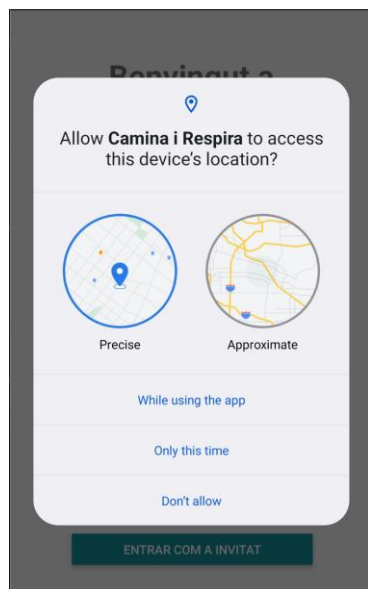 Benvingut a
Allow Camina i Respira to access
this device's location?
Precise
Approximate
While using the app
Only this time
Don't allow
ENTRAR COM A INVITAT